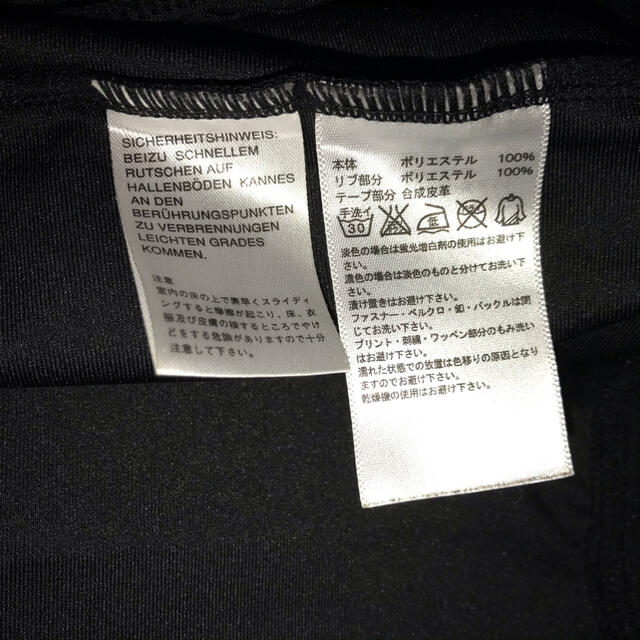 SICHERHEITSHINWEIS:
BEIZU SCHNELLEM
RUTSCHEN AUF
HALLENBÖDEN KANNES
AN DEN
BERÜHRUNGSPUNKTEN
ZU VERBRENNUNGEN
LEICHTEN GRADES
KOMMEN.
注意
室内の床の上で素早くスライディ
ングすると摩擦が起こり、床、衣
服及び皮膚の接するところでやけ
どをする危険がありますので十分
注意して下さい。
本体 ポリエステル 100%
リブ部分 ポリエステル 100%
テープ部分 合成皮革
手洗イ
30
淡色の場合は蛍光増白剤の使用はお避け下
さい。
濃色の場合は淡色のものと分けてお洗い下
さい。
漬け置きはお避け下さい。
ファスナー・ベルクロ・釦・バックルは閉
じてお洗い下さい。
プリント・刺繍・ワッペン部分のもみ洗い
はお避け下さい。
濡れた状態での放置は色移りの原因となり
ますのでお避け下さい。
乾燥機の使用はお避け下さい。